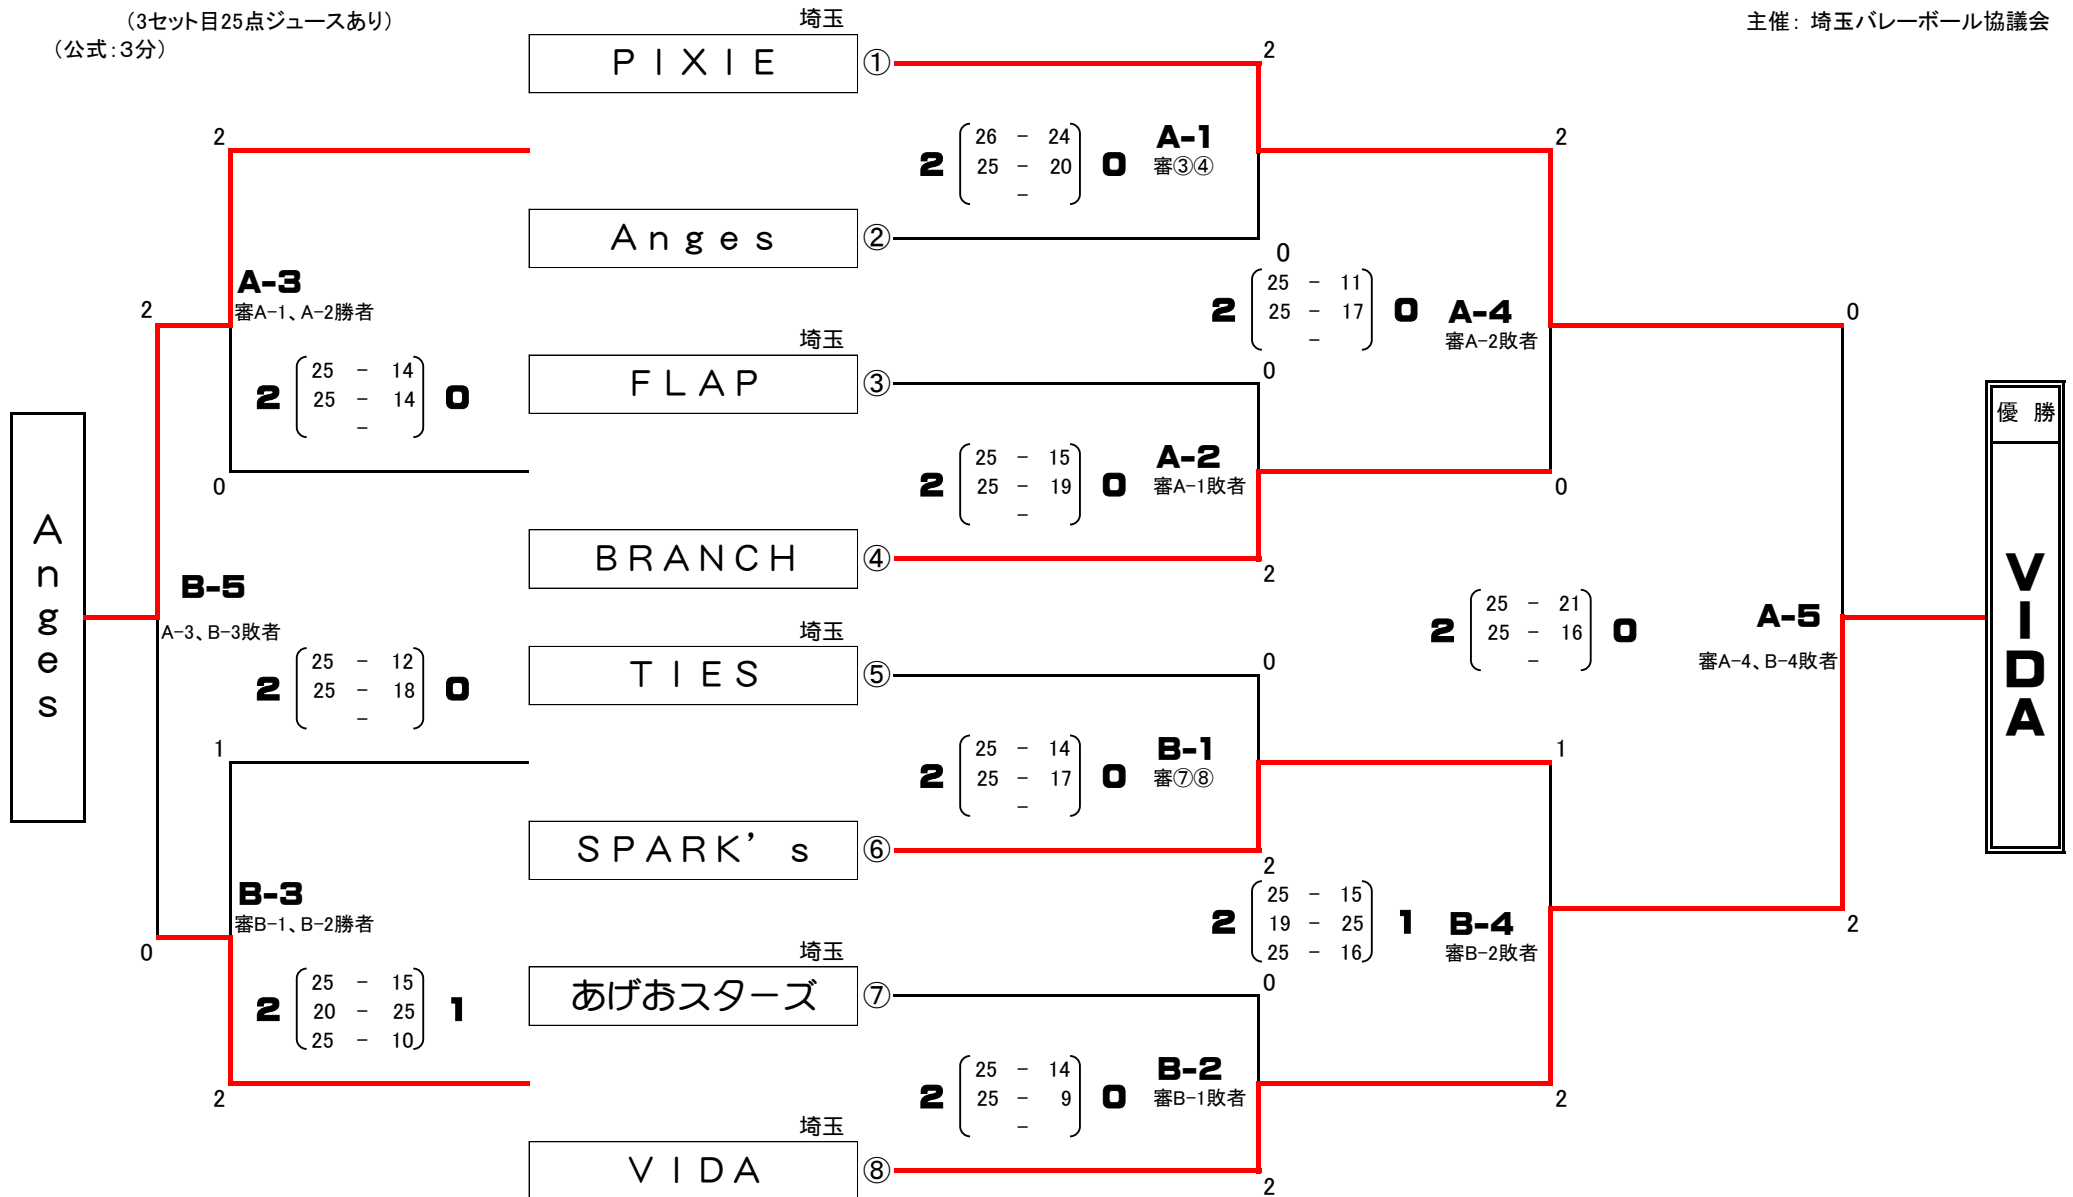 （3セット目25点ジュースあり）
（公式：3分）
主催： 埼玉バレーボール協議会
埼玉
ＰＩＸＩＥ ①
2
2
26 － 24
2 25 － 20 0
－
A-1
審③④
2
Ａｎｇｅｓ ②
0
A-3
審A-1、A-2勝者
2
25 － 14
2 25 － 14 0
－
0
25 － 11
2 25 － 17 0
－
A-4
審A-2敗者
0
埼玉
ＦＬＡＰ ③
0
25 － 15
2 25 － 19 0
－
A-2
審A-1敗者
0
ＢＲＡＮＣＨ ④
2
優 勝
VIDA
Ａｎｇｅｓ
B-5
A-3、B-3敗者
25 － 12
2 25 － 18 0
－
25 － 21
2 25 － 16 0
－
A-5
審A-4、B-4敗者
埼玉
ＴＩＥＳ ⑤
0
1
25 － 14
2 25 － 17 0
－
B-1
審⑦⑧
1
ＳＰＡＲＫ’ｓ ⑥
2
B-3
審B-1、B-2勝者
0
25 － 15
2 20 － 25 1
25 － 10
2
25 － 15
2 19 － 25 1
25 － 16
B-4
審B-2敗者
2
埼玉
あげおスターズ ⑦
0
25 － 14
2 25 － 9 0
－
B-2
審B-1敗者
2
埼玉
ＶＩＤＡ ⑧
2